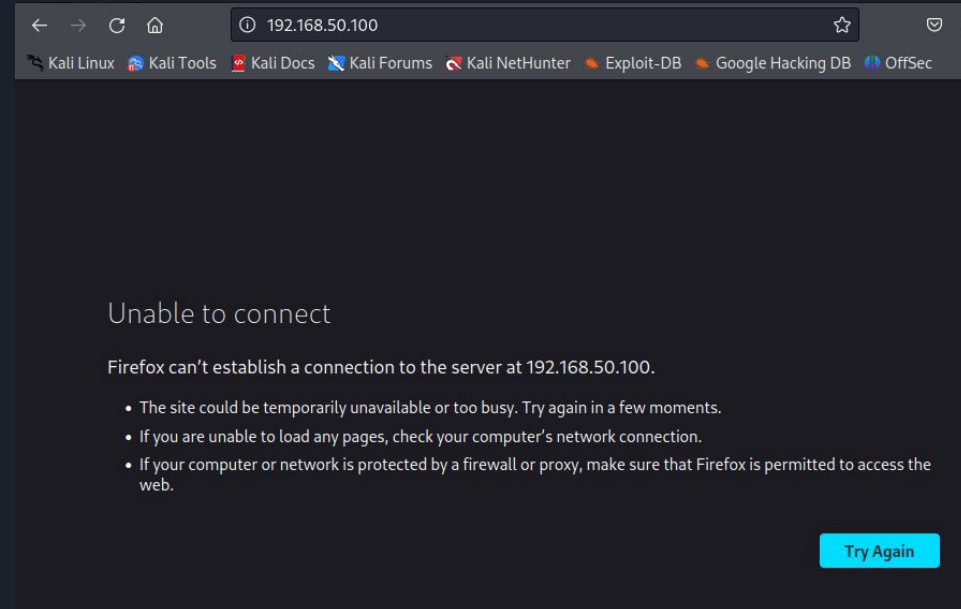 192.168.50.100
Kali Linux Kali Tools Kali Docs Kali Forums Kali NetHunter Exploit-DB Google Hacking DB OffSec
Unable to connect
Firefox can't establish a connection to the server at 192.168.50.100.
• The site could be temporarily unavailable or too busy. Try again in a few moments.
• If you are unable to load any pages, check your computer's network connection.
• If your computer or network is protected by a firewall or proxy, make sure that Firefox is permitted to access the
web.
Try Again